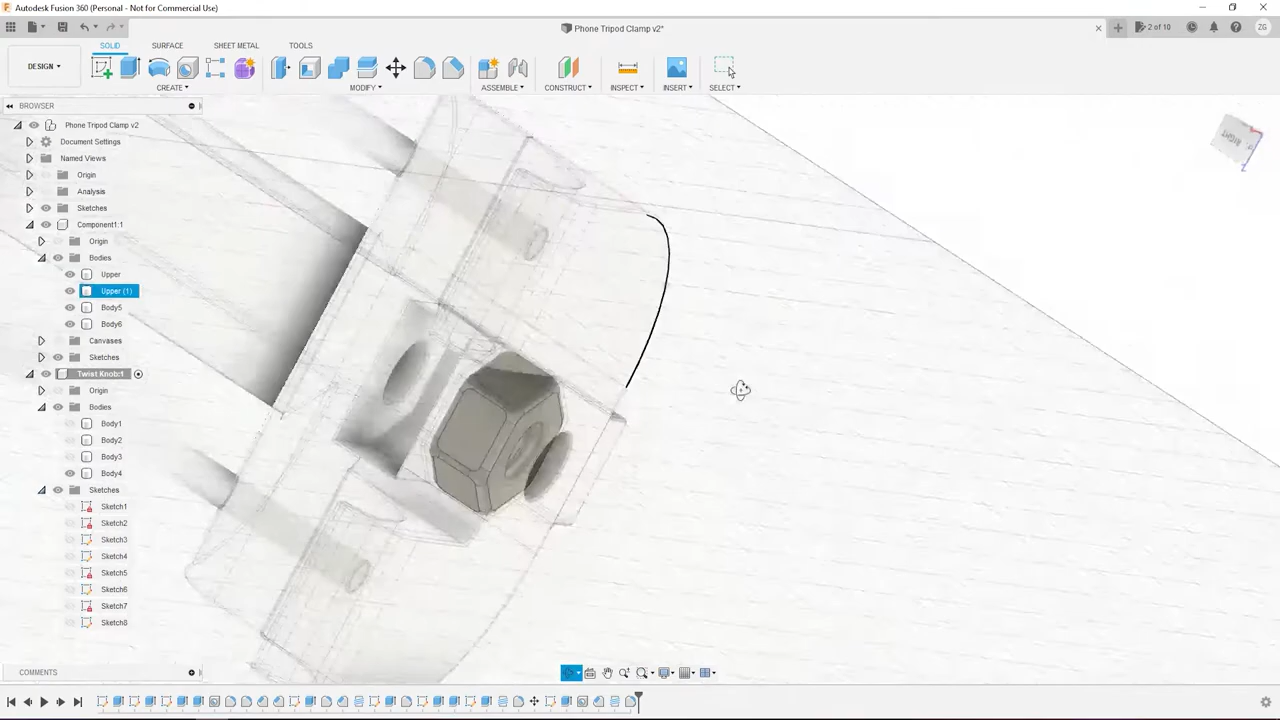 Autodesk Fusion 360 (Personal - Not for Commercial Use)
Phone Tripod Clamp v2*
2 of 10
ZG
SOLID
SURFACE
SHEET METAL
TOOLS
DESIGN
CREATE
MODIFY
ASSEMBLE
CONSTRUCT
INSPECT
INSERT
SELECT
BROWSER
Phone Tripod Clamp v2
Document Settings
Named Views
Origin
Analysis
Sketches
Component1:1
Origin
Bodies
Upper
Upper (1)
Body5
Body6
Canvases
Sketches
Twist Knob:1
Origin
Bodies
Body1
Body2
Body3
Body4
Sketches
Sketch1
Sketch2
Sketch3
Sketch4
Sketch5
Sketch6
Sketch7
Sketch8
RIGHT
Z
COMMENTS